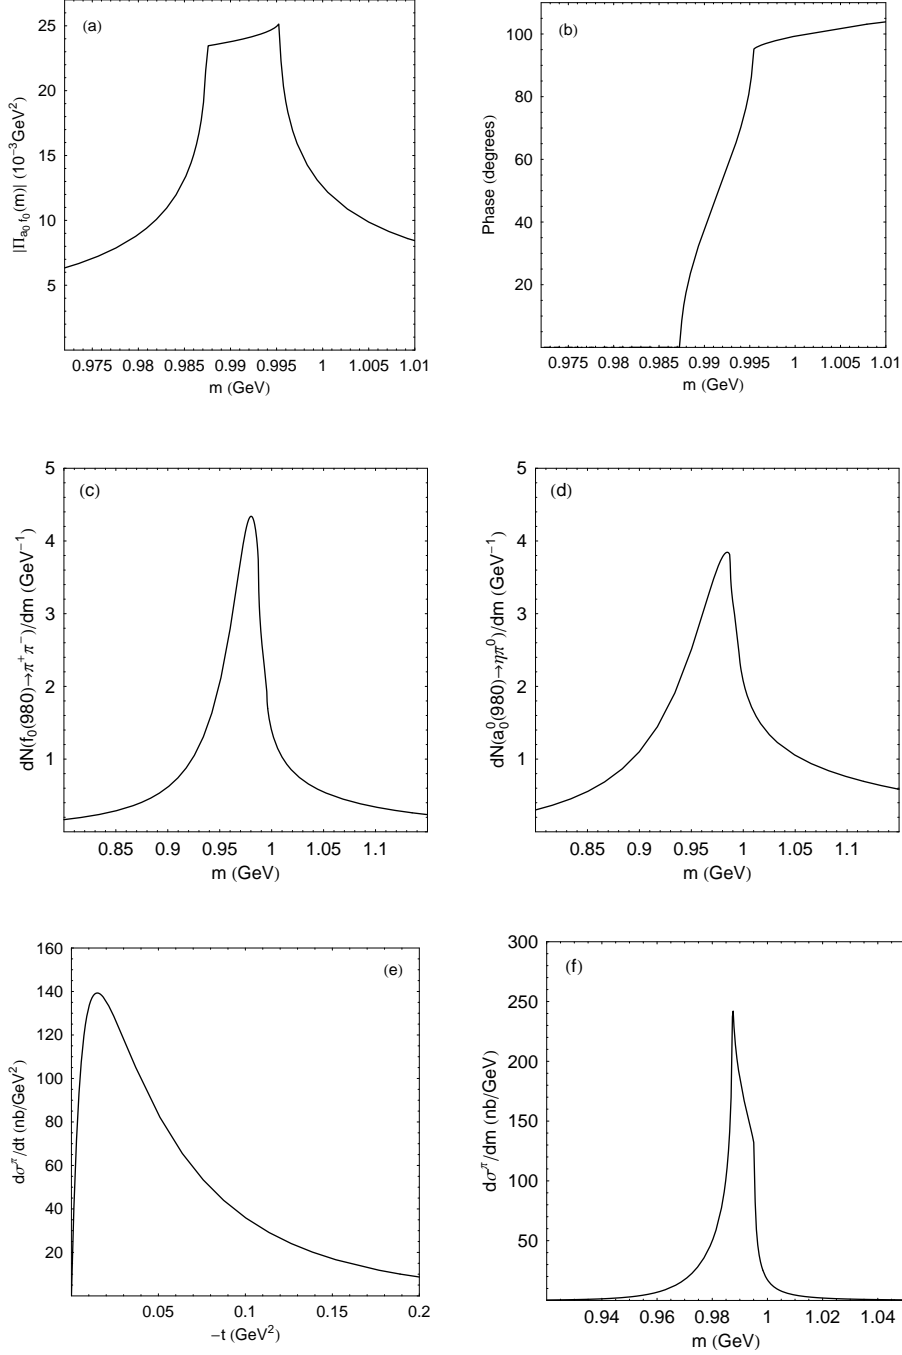 (a)
|Π_{a_0 f_0}(m)| (10^{−3}GeV^2)
25
20
15
10
5
0.975 0.98 0.985 0.99 0.995 1 1.005 1.01
m (GeV)
(b)
Phase (degrees)
100
80
60
40
20
0.975 0.98 0.985 0.99 0.995 1 1.005 1.01
m (GeV)
(c)
dN(f_0(980)→π^+π^−)/dm (GeV^{−1})
5
4
3
2
1
0.85 0.9 0.95 1 1.05 1.1
m (GeV)
(d)
dN(a_0^0(980)→ηπ^0)/dm (GeV^{−1})
5
4
3
2
1
0.85 0.9 0.95 1 1.05 1.1
m (GeV)
(e)
dσ^π/dt (nb/GeV^2)
160
140
120
100
80
60
40
20
0.05 0.1 0.15 0.2
−t (GeV^2)
(f)
dσ^π/dm (nb/GeV)
300
250
200
150
100
50
0.94 0.96 0.98 1 1.02 1.04
m (GeV)